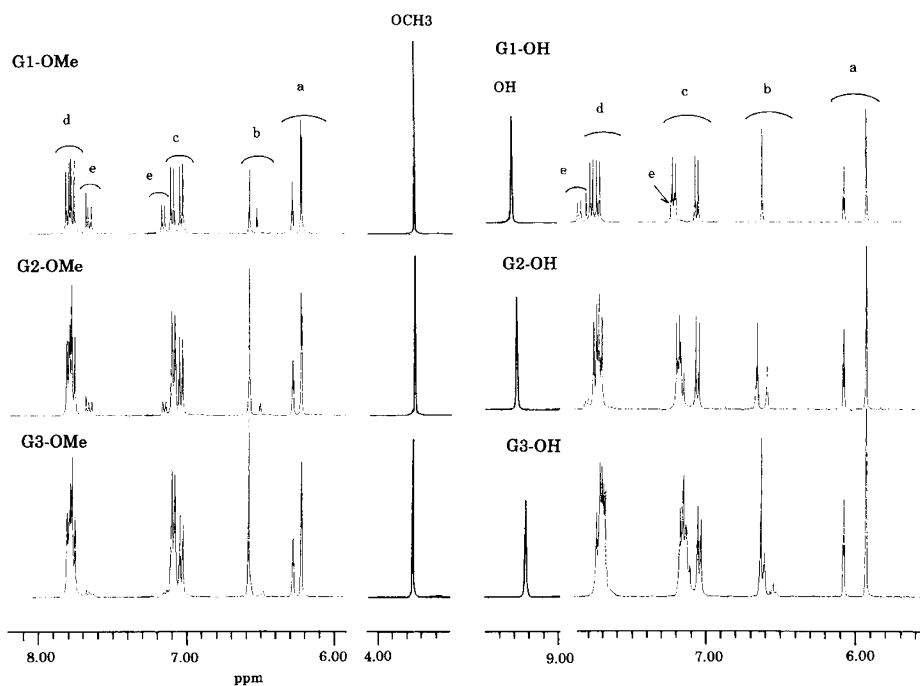 OCH3
G1-OMe
G1-OH
a
OH
a
d
c
b
d
c
b
e
e
e
e
G2-OMe
G2-OH
G3-OMe
G3-OH
8.00
7.00
6.00
4.00
9.00
7.00
6.00
ppm